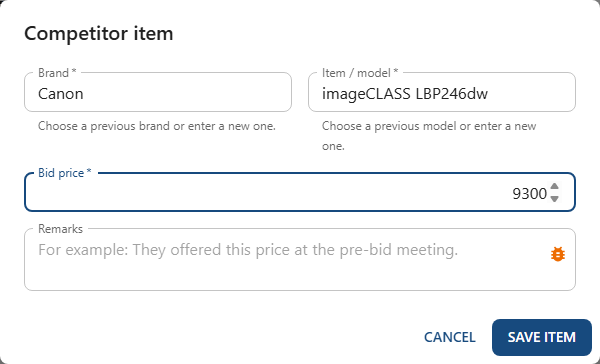 Competitor item
Brand *
Canon
Choose a previous brand or enter a new one.
Item / model *
imageCLASS LBP246dw
Choose a previous model or enter a new
one.
Bid price *
9300
Remarks
For example: They offered this price at the pre-bid meeting.
CANCEL
SAVE ITEM